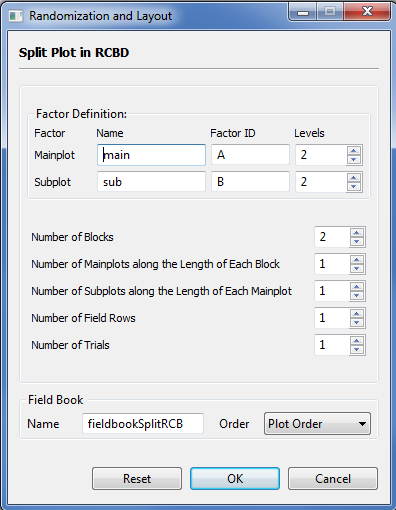 Randomization and Layout
Split Plot in RCBD
Factor Definition:
Factor Name Factor ID Levels
Mainplot main A 2
Subplot sub B 2
Number of Blocks 2
Number of Mainplots along the Length of Each Block 1
Number of Subplots along the Length of Each Mainplot 1
Number of Field Rows 1
Number of Trials 1
Field Book
Name fieldbookSplitRCB Order Plot Order
Reset OK Cancel